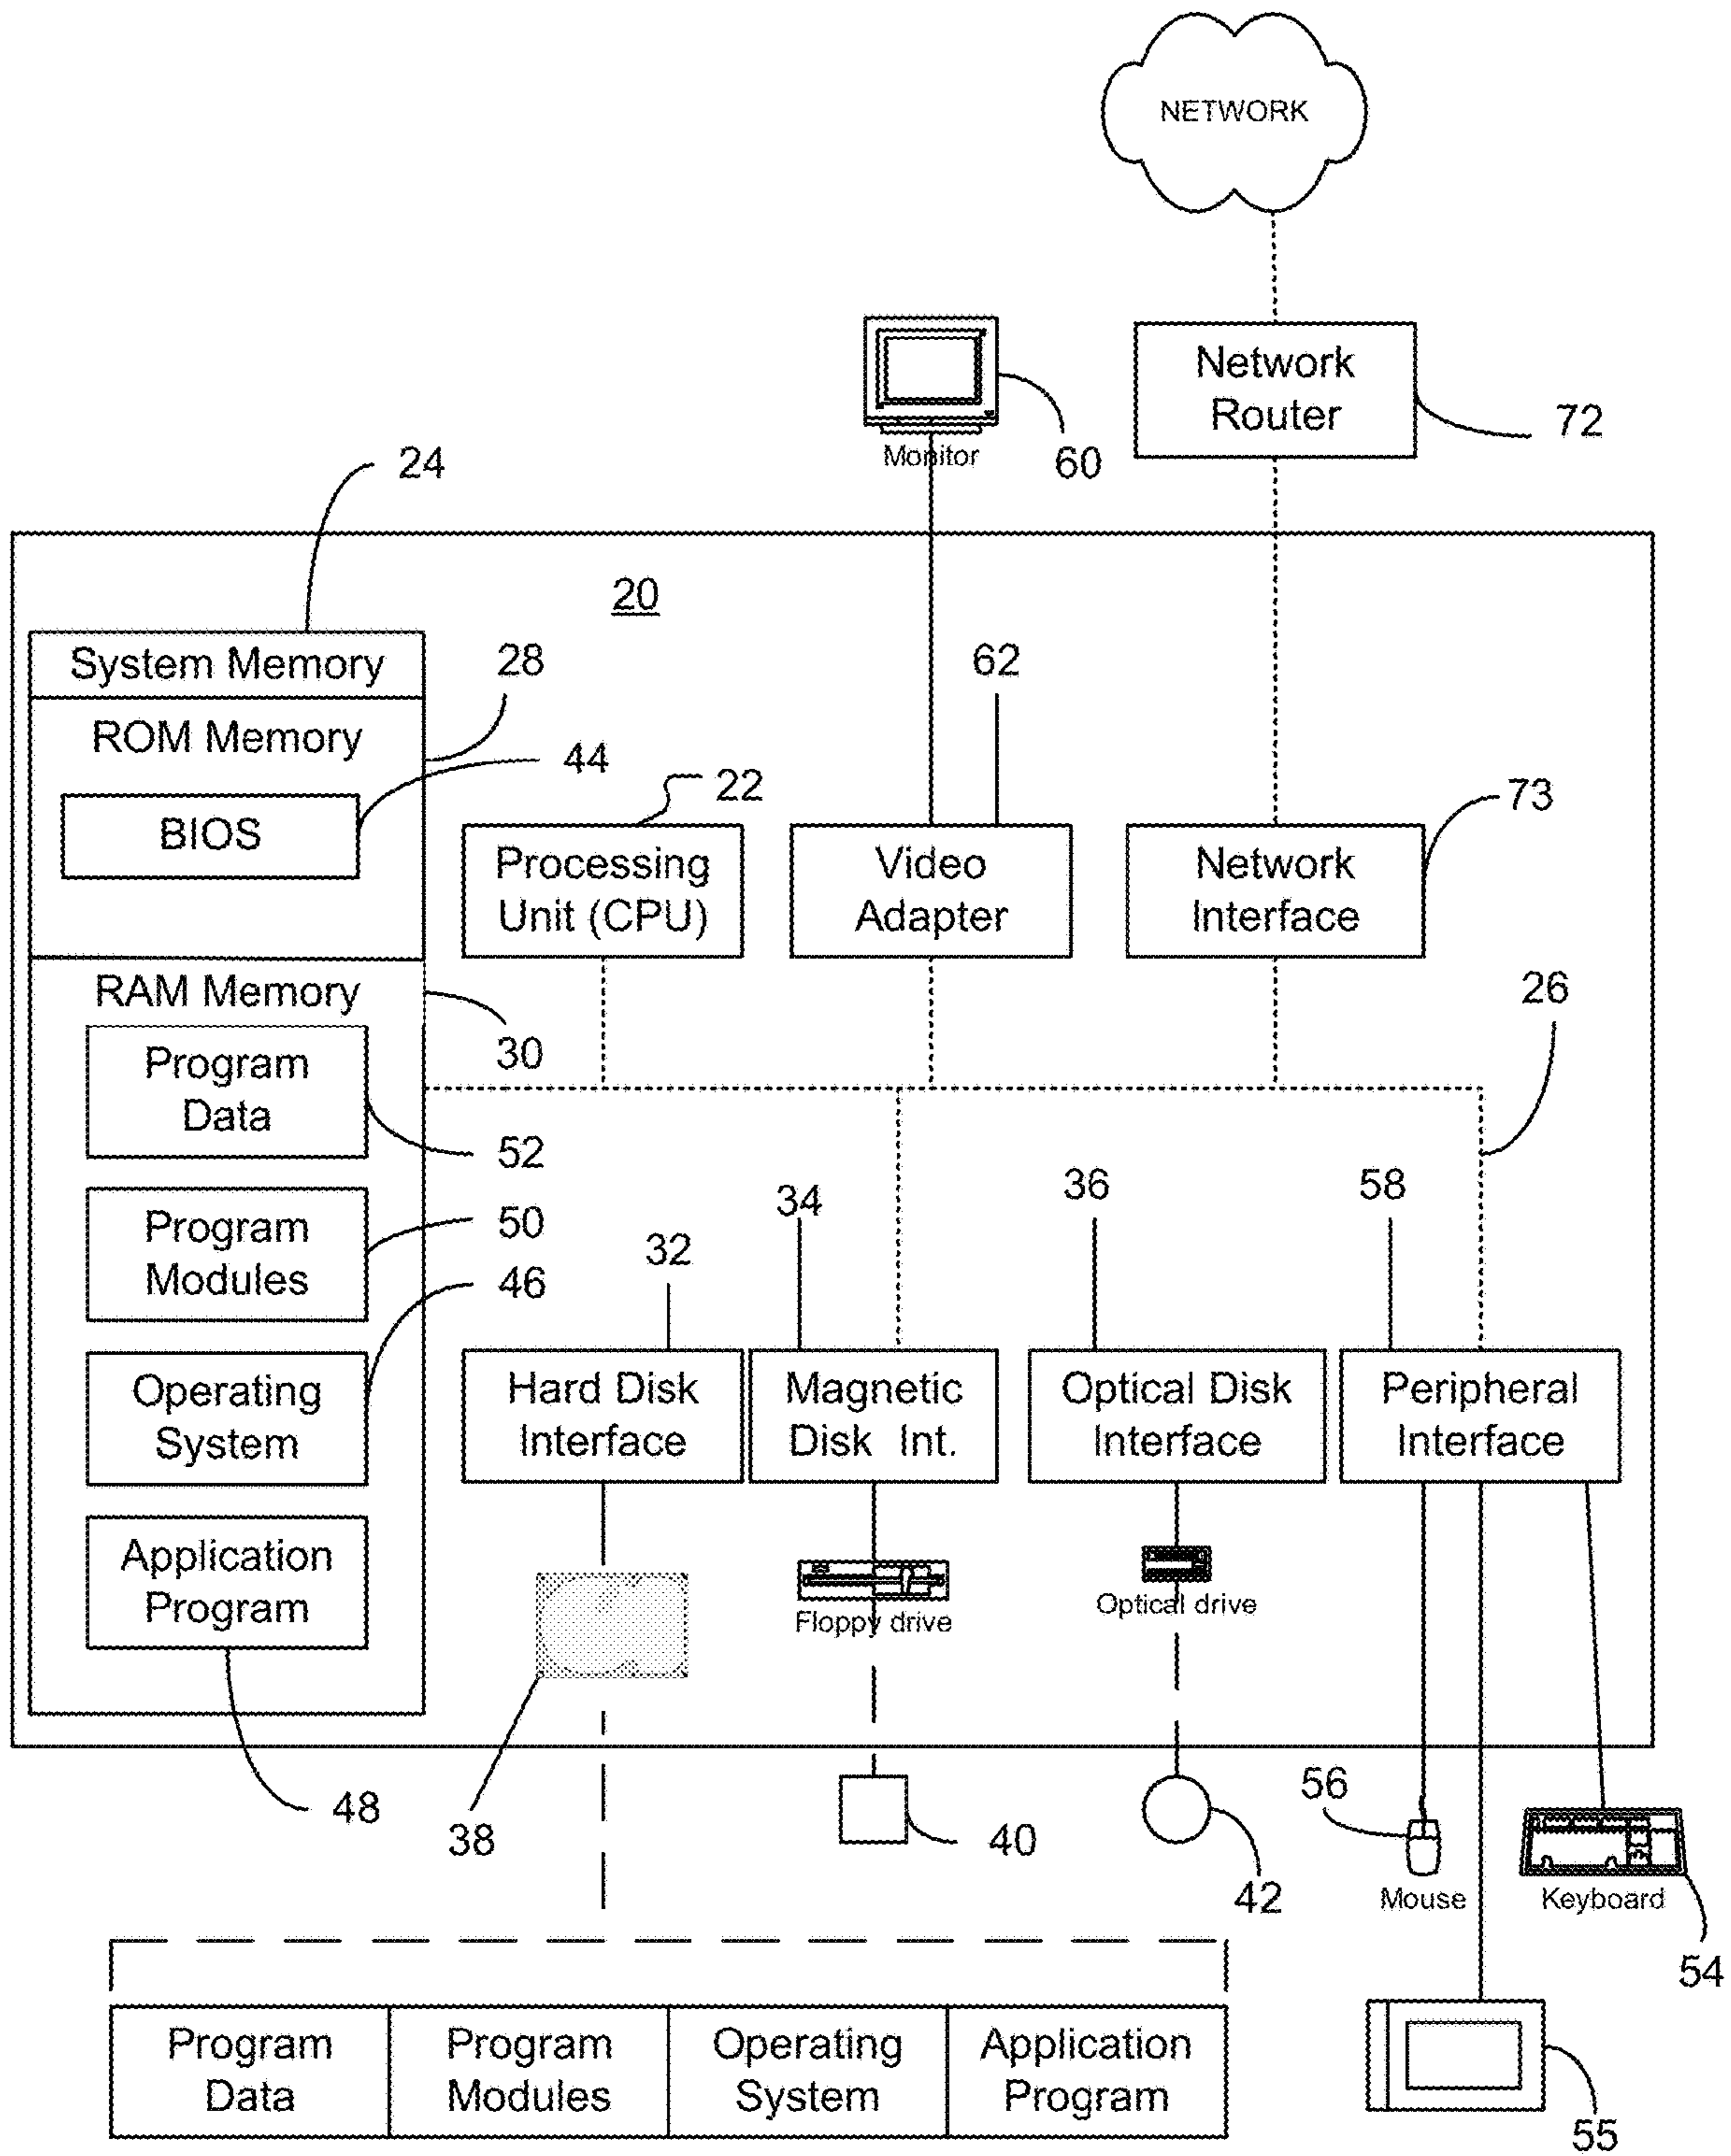 NETWORK
Network
Router
72
Monitor
60
24
20
System Memory
28
62
ROM Memory
44
22
73
BIOS
Processing
Unit (CPU)
Video
Adapter
Network
Interface
RAM Memory
30
26
Program
Data
52
34
36
58
Program
Modules
50
32
46
Operating
System
Hard Disk
Interface
Magnetic
Disk Int.
Optical Disk
Interface
Peripheral
Interface
Application
Program
Floppy drive
Optical drive
48
38
40
42
56
Mouse
Keyboard
54
Program
Data
Program
Modules
Operating
System
Application
Program
55